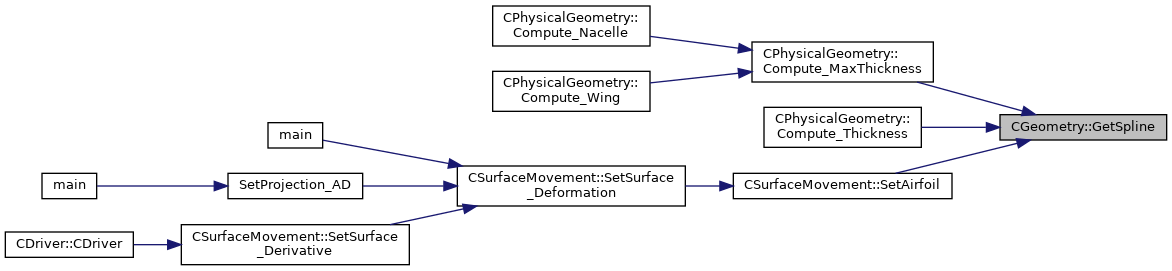 CPhysicalGeometry::
Compute_Nacelle
CPhysicalGeometry::
Compute_MaxThickness
CPhysicalGeometry::
Compute_Wing
CPhysicalGeometry::
Compute_Thickness
CGeometry::GetSpline
main
CSurfaceMovement::SetSurface
_Deformation
CSurfaceMovement::SetAirfoil
main
SetProjection_AD
CDriver::CDriver
CSurfaceMovement::SetSurface
_Derivative